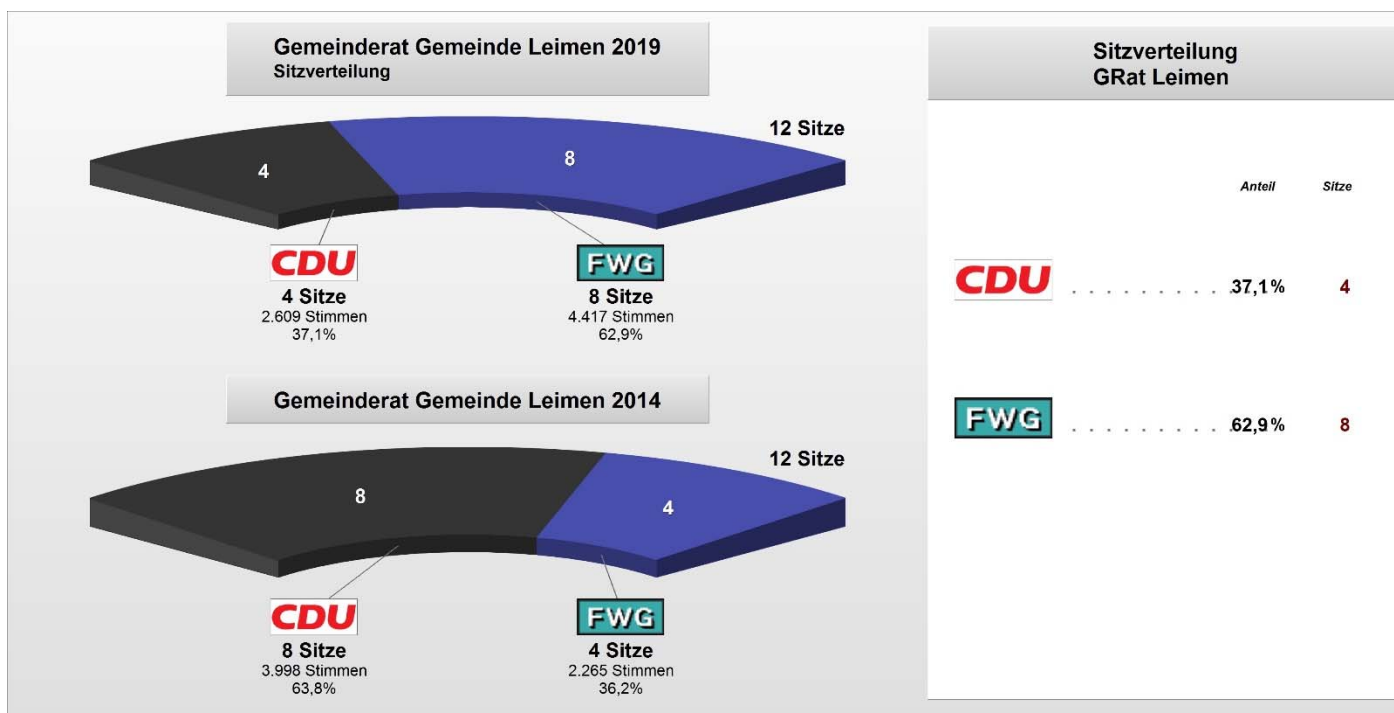 Gemeinderat Gemeinde Leimen 2019
Sitzverteilung
12 Sitze
4
8
CDU
4 Sitze
2.609 Stimmen
37,1%
FWG
8 Sitze
4.417 Stimmen
62,9%
Gemeinderat Gemeinde Leimen 2014
12 Sitze
8
4
CDU
8 Sitze
3.998 Stimmen
63,8%
FWG
4 Sitze
2.265 Stimmen
36,2%
Sitzverteilung
GRat Leimen
Anteil Sitze
CDU . . . . . . . . . . 37,1% 4
FWG . . . . . . . . . . 62,9% 8